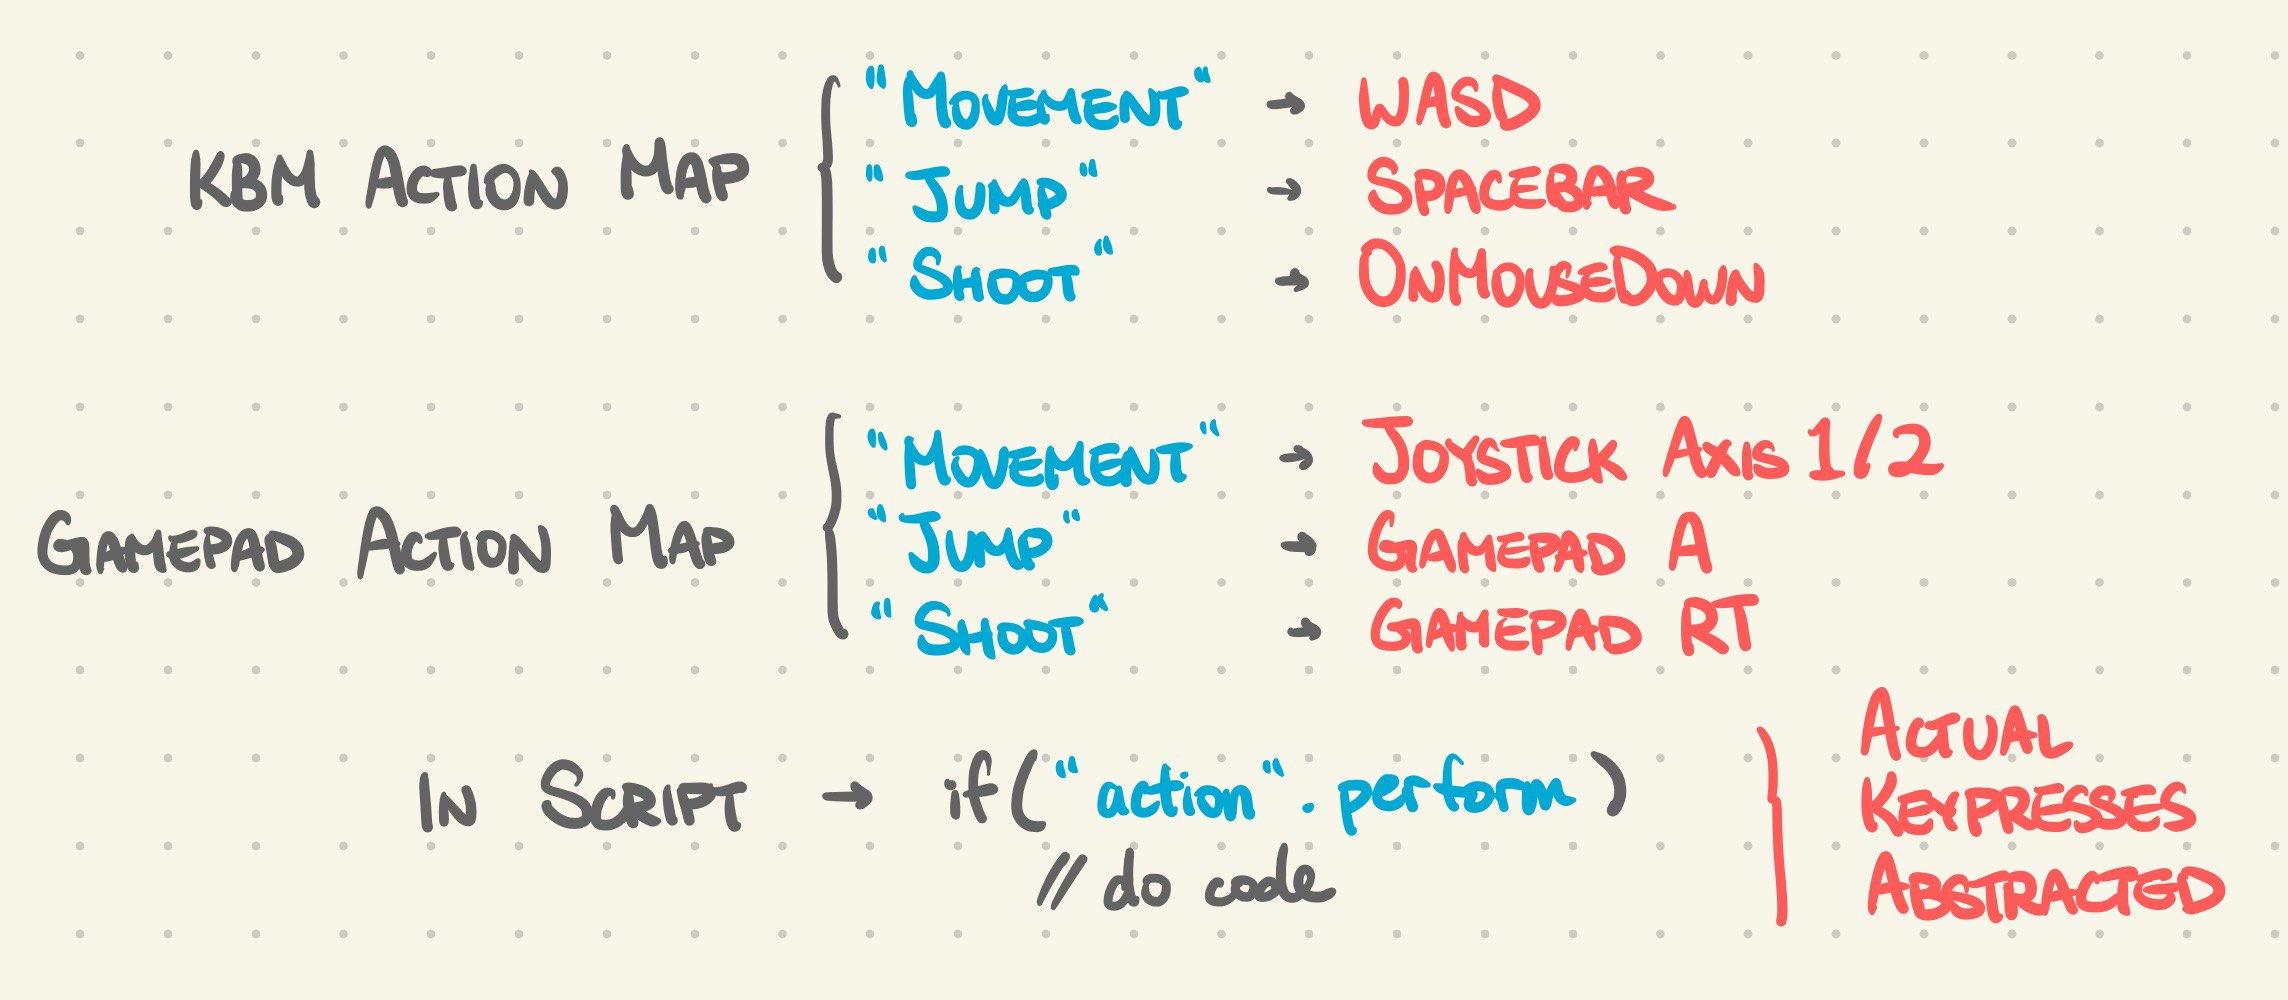 KBM ACTION MAP
"MOVEMENT" → WASD
"JUMP" → SPACEBAR
"SHOOT" → ONMOUSEDOWN
GAMEPAD ACTION MAP
"MOVEMENT" → JOYSTICK AXIS 1/2
"JUMP" → GAMEPAD A
"SHOOT" → GAMEPAD RT
IN SCRIPT → if("action".perform)
// do code
ACTUAL
KEYPRESSES
ABSTRACTED